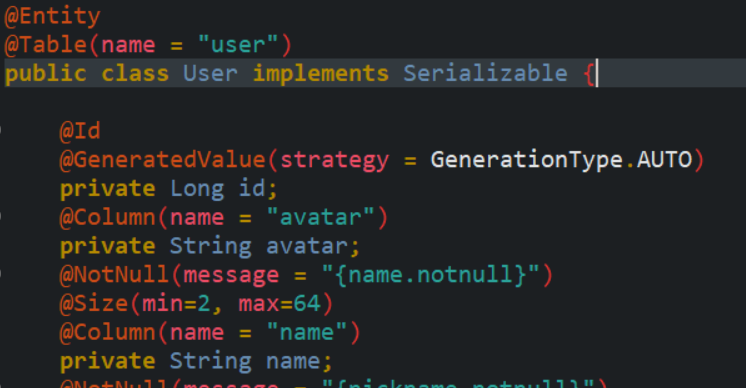 @Entity
@Table(name = "user")
public class User implements Serializable {
@Id
@GeneratedValue(strategy = GenerationType.AUTO)
private Long id;
@Column(name = "avatar")
private String avatar;
@NotNull(message = "{name.notnull}")
@Size(min=2, max=64)
@Column(name = "name")
private String name;
@NotNull(message = "{nickname.notnull}")